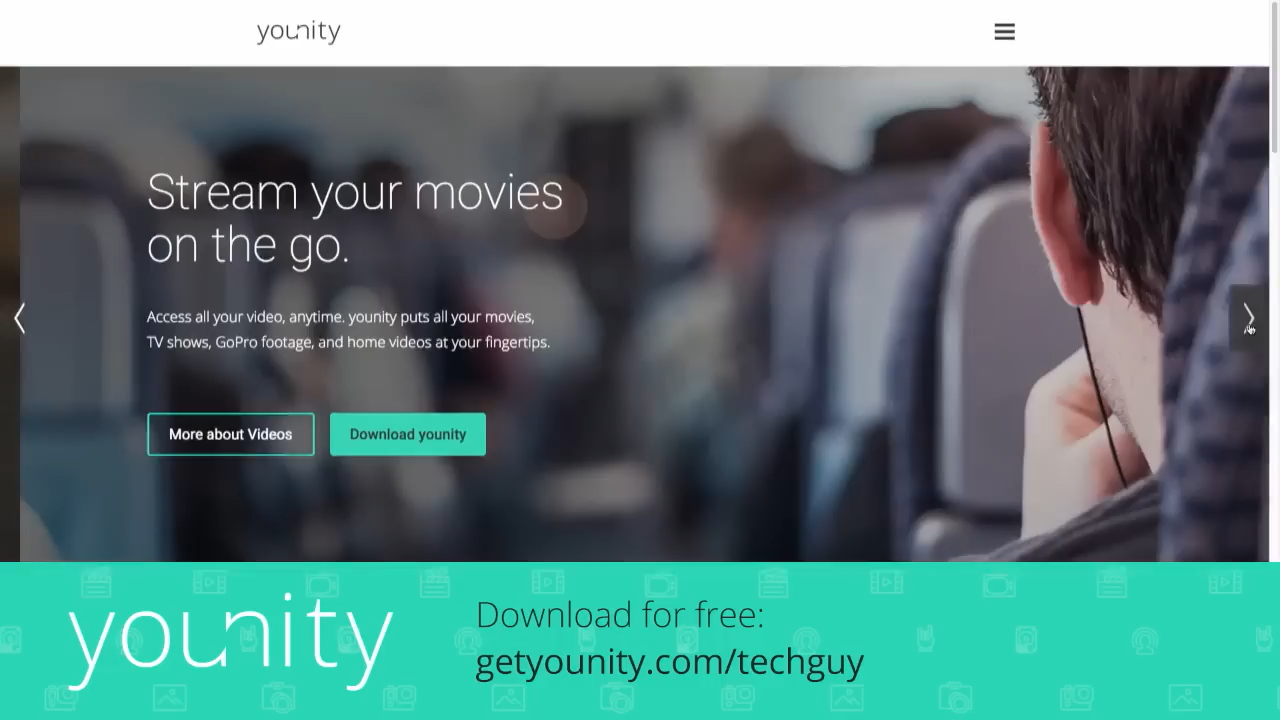 younity
Stream your movies
on the go.
Access all your video, anytime. younity puts all your movies,
TV shows, GoPro footage, and home videos at your fingertips.
More about Videos
Download younity
younity
Download for free:
getyounity.com/techguy